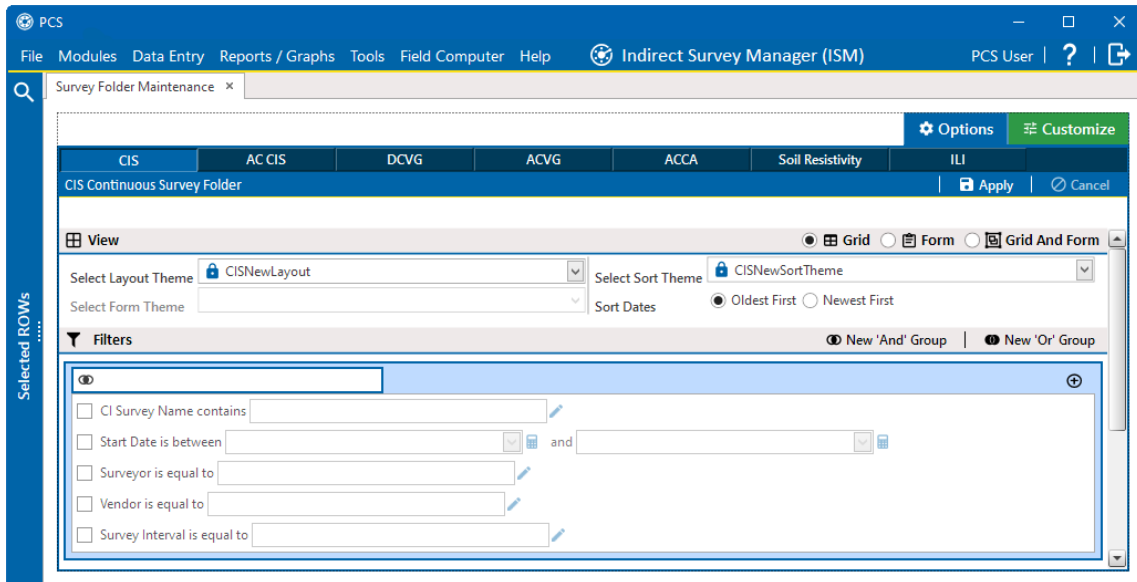 PCS
File Modules Data Entry Reports / Graphs Tools Field Computer Help Indirect Survey Manager (ISM) PCS User | ? |
Survey Folder Maintenance ×
Options Customize
CIS AC CIS DCVG ACVG ACCA Soil Resistivity ILI
CIS Continuous Survey Folder | Apply | Cancel
View Grid Form Grid And Form
Select Layout Theme CISNewLayout Select Sort Theme CISNewSortTheme
Select Form Theme Sort Dates Oldest First Newest First
Filters New 'And' Group | New 'Or' Group
CI Survey Name contains
Start Date is between and
Surveyor is equal to
Vendor is equal to
Survey Interval is equal to
Selected ROWs